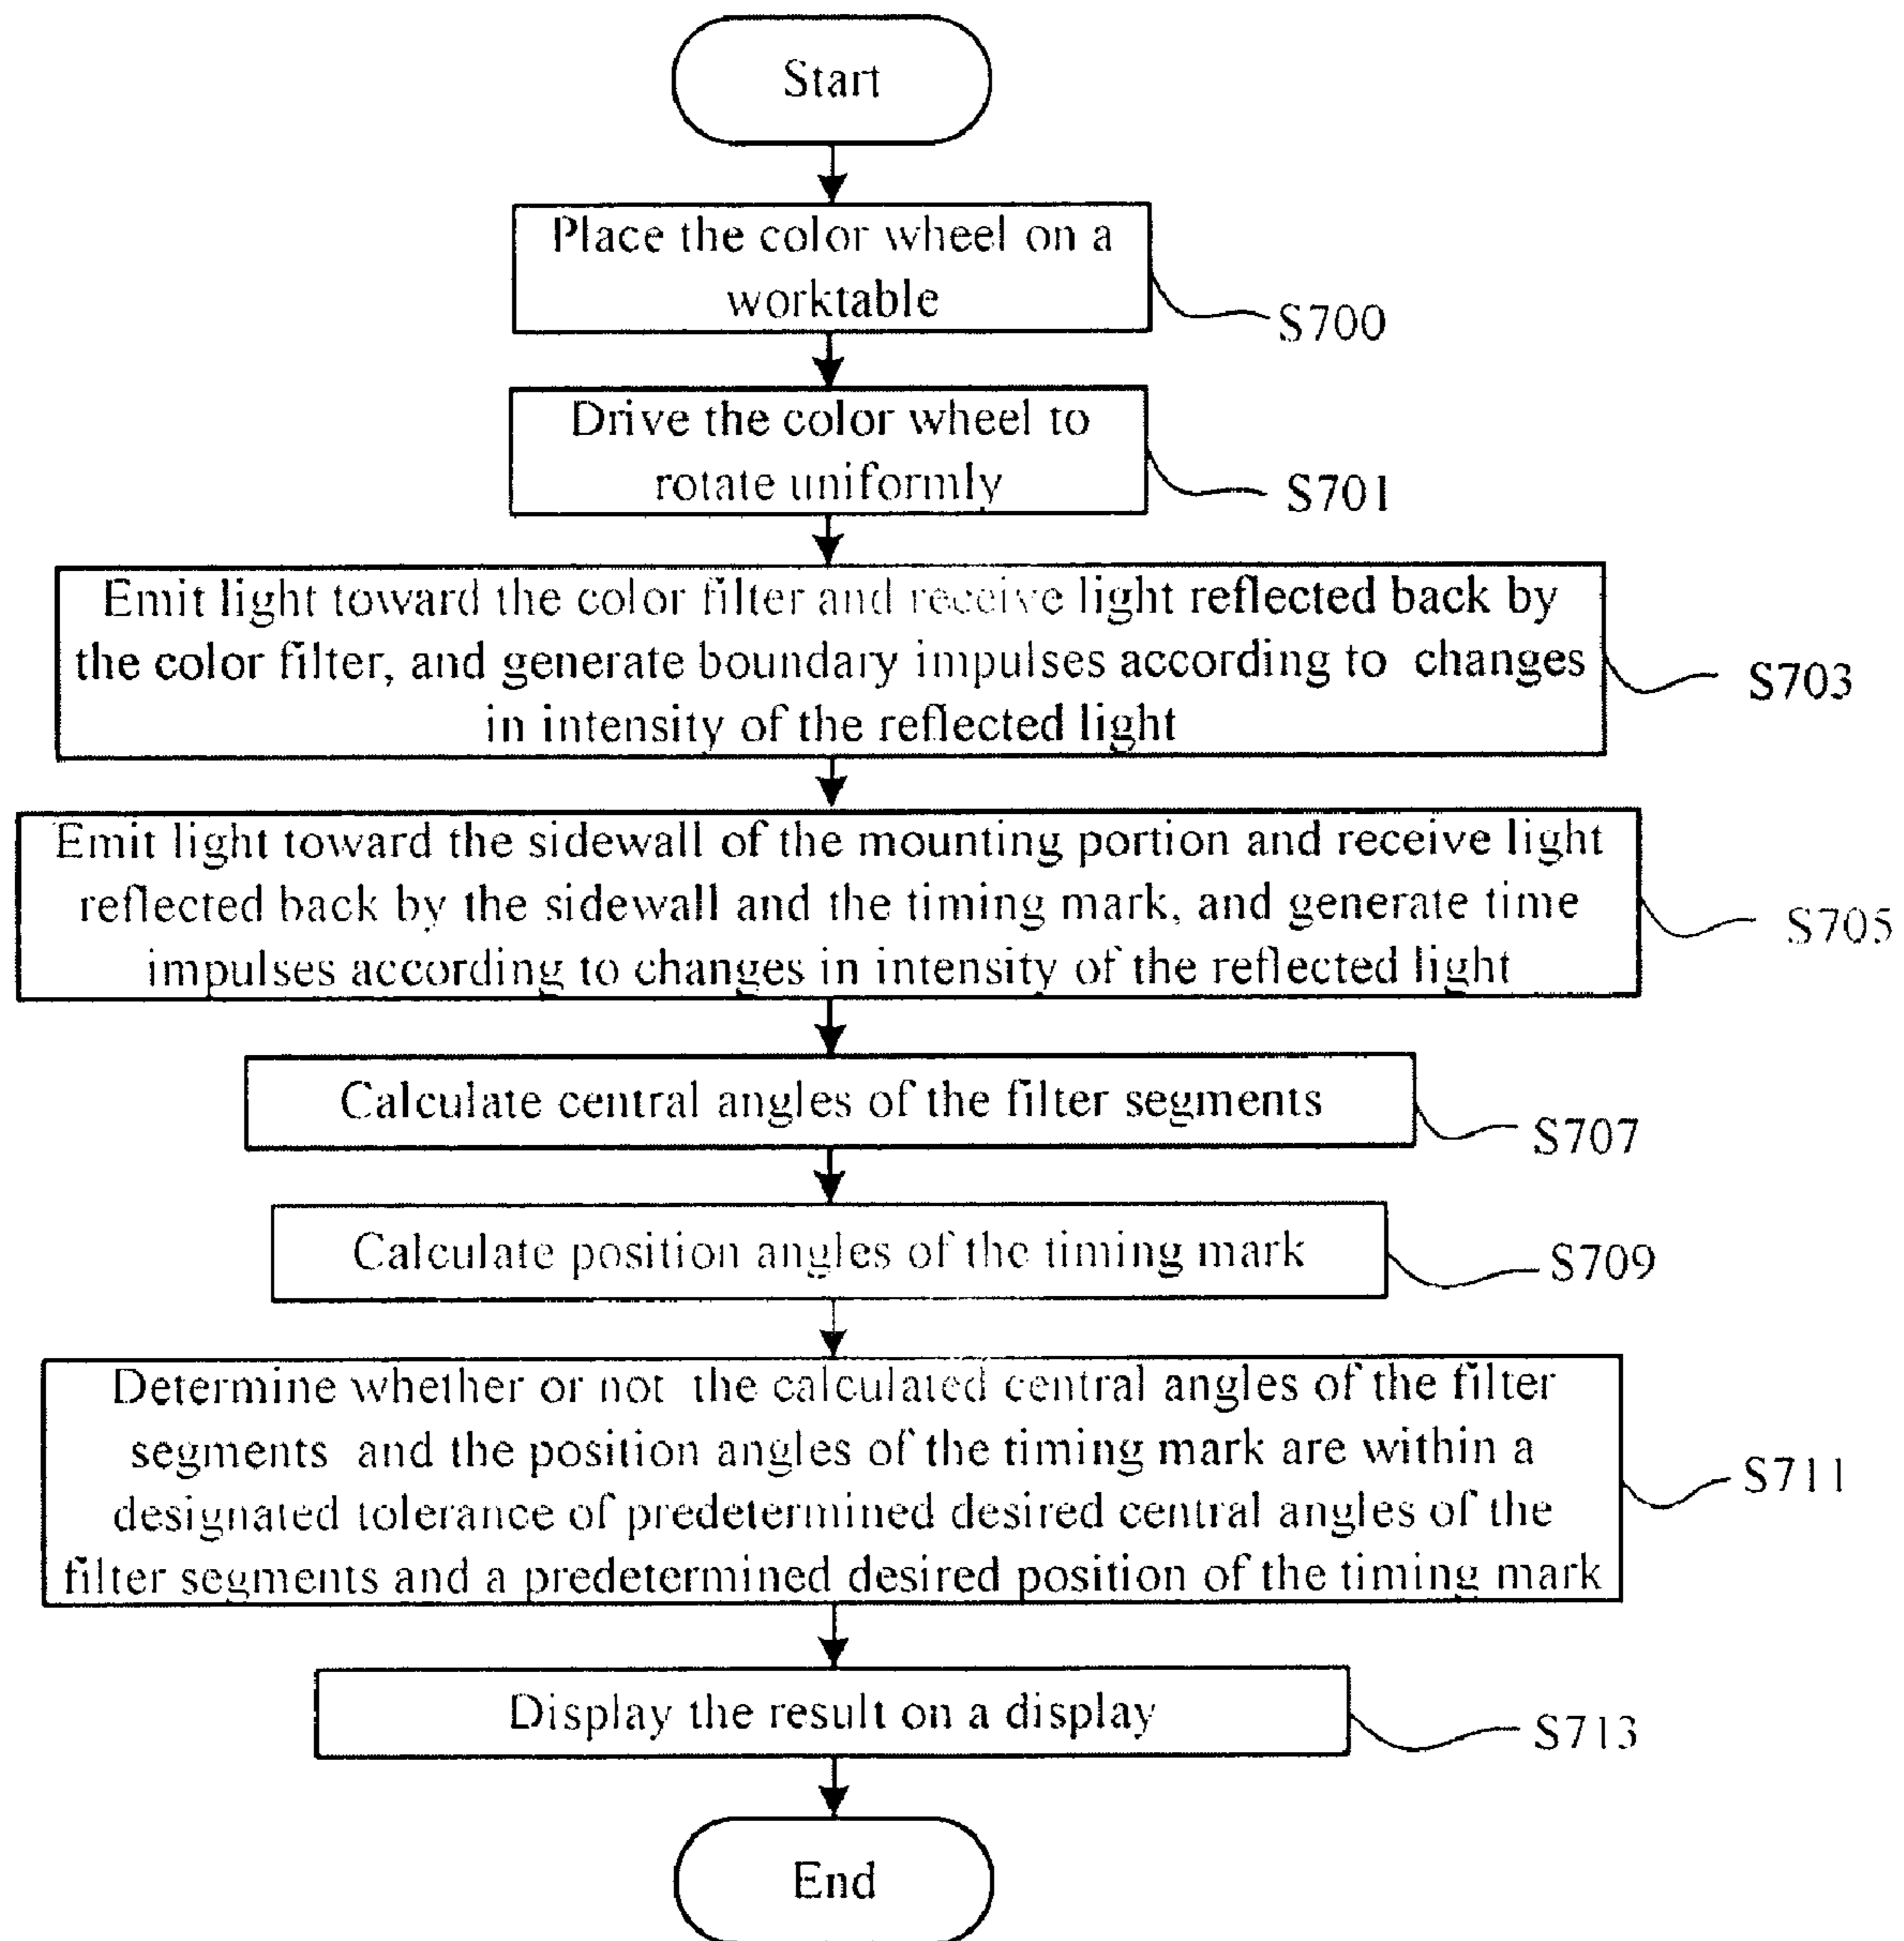 Start
Place the color wheel on a
worktable
S700
Drive the color wheel to
rotate uniformly
S701
Emit light toward the color filter and receive light reflected back by
the color filter, and generate boundary impulses according to changes
in intensity of the reflected light
S703
Emit light toward the sidewall of the mounting portion and receive light
reflected back by the sidewall and the timing mark, and generate time
impulses according to changes in intensity of the reflected light
S705
Calculate central angles of the filter segments
S707
Calculate position angles of the timing mark
S709
Determine whether or not the calculated central angles of the filter
segments and the position angles of the timing mark are within a
designated tolerance of predetermined desired central angles of the
filter segments and a predetermined desired position of the timing mark
S711
Display the result on a display
S713
End